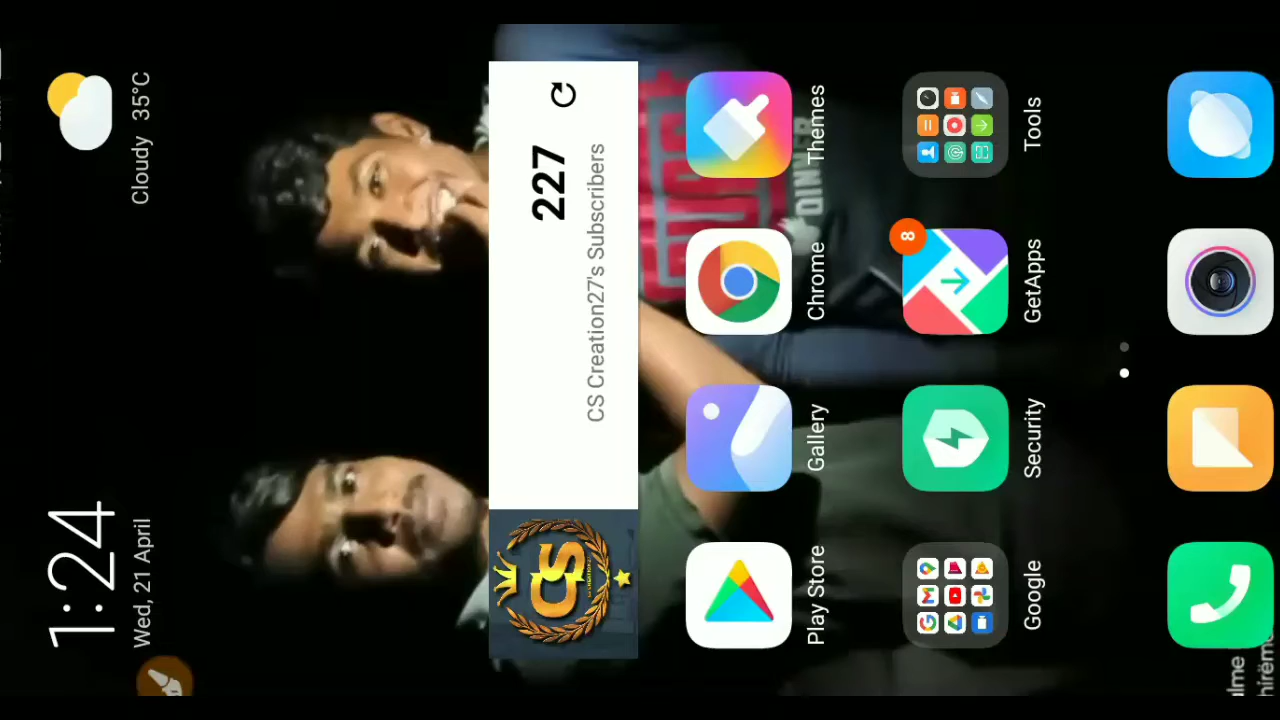 1:24
Wed, 21 April
Cloudy 35°C
227
CS Creation27's Subscribers
CS
Play Store
Gallery
Chrome
Themes
Google
Security
GetApps
8
Tools